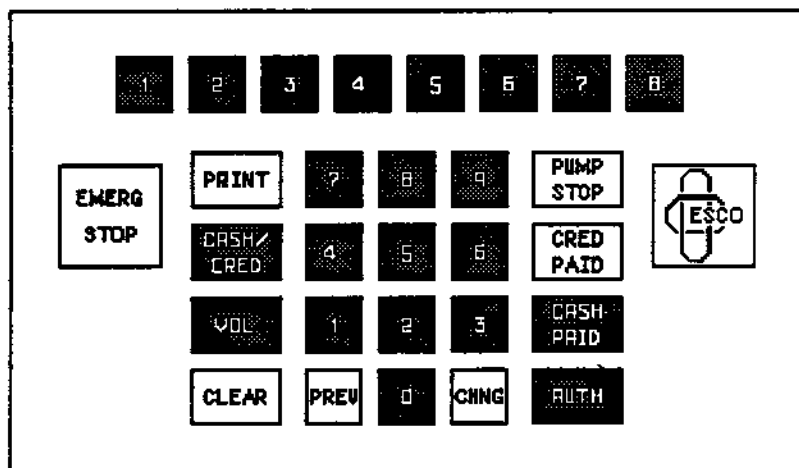 1 2 3 4 5 6 7 8
EMERG
STOP
PRINT 7 8 9 PUMP
STOP
ESCO
CASH/
CRED 4 5 6 CRED
PAID
VOL 1 2 3 CASH
PAID
CLEAR PREV 0 CHNG AUTH